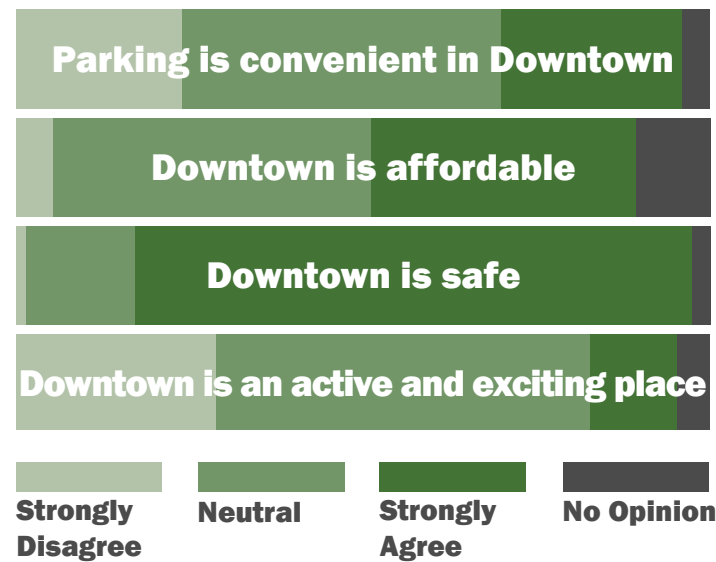 Parking is convenient in Downtown
Downtown is affordable
Downtown is safe
Downtown is an active and exciting place
Strongly
Disagree
Neutral
Strongly
Agree
No Opinion